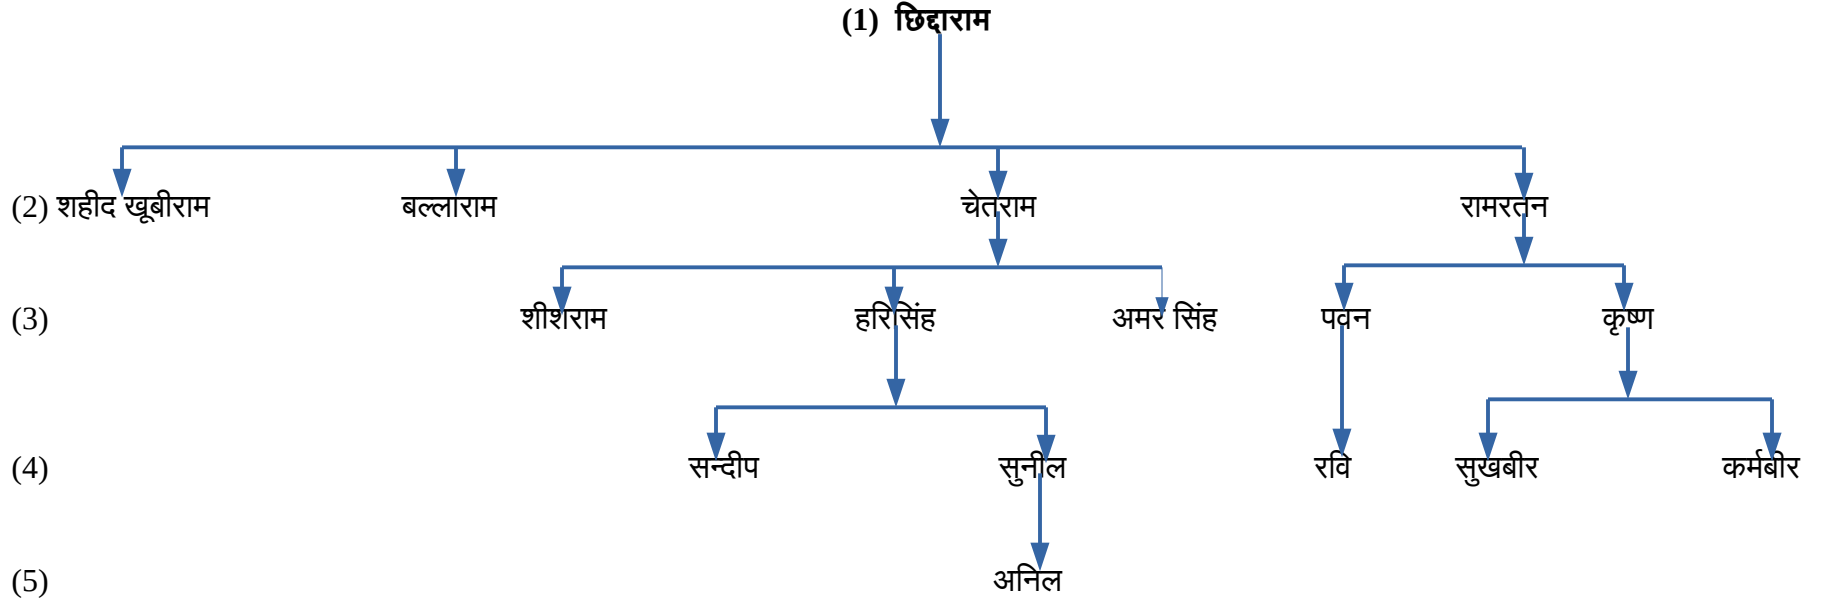 (1) छिद्दाराम
(2) शहीद खूबीराम बल्लाराम चेतराम रामरतन
(3) शीशराम हरिसिंह अमर सिंह पवन कृष्ण
(4) सन्दीप सुनील रवि सुखबीर कर्मबीर
(5) अनिल